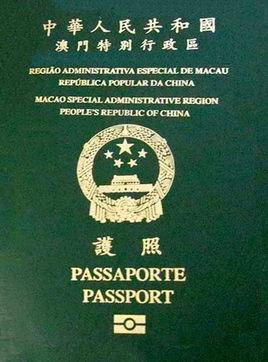 中華人民共和國
澳門特別行政區
REGIÃO ADMINISTRATIVA ESPECIAL DE MACAU
REPÚBLICA POPULAR DA CHINA
MACAO SPECIAL ADMINISTRATIVE REGION
PEOPLE'S REPUBLIC OF CHINA
護照
PASSAPORTE
PASSPORT